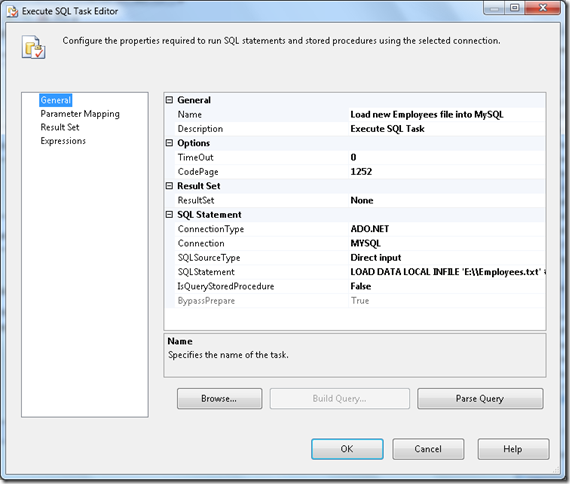 Execute SQL Task Editor
Configure the properties required to run SQL statements and stored procedures using the selected connection.
General
Parameter Mapping
Result Set
Expressions
General
Name Load new Employees file into MySQL
Description Execute SQL Task
Options
TimeOut 0
CodePage 1252
Result Set
ResultSet None
SQL Statement
ConnectionType ADO.NET
Connection MYSQL
SQLSourceType Direct input
SQLStatement LOAD DATA LOCAL INFILE 'E:\\Employees.txt'
IsQueryStoredProcedure False
BypassPrepare True
Name
Specifies the name of the task.
Browse... Build Query... Parse Query
OK Cancel Help